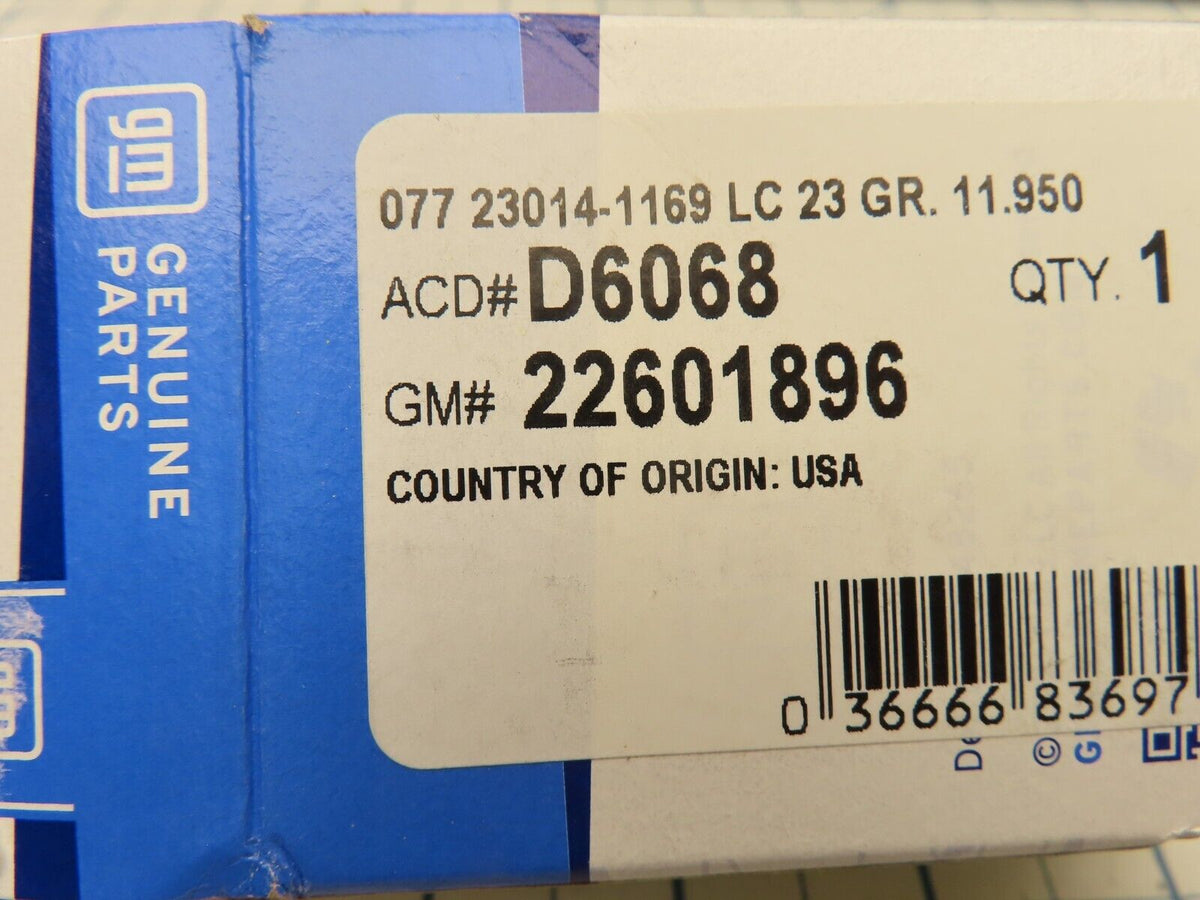 gm
GENUINE
PARTS
077 23014-1169 LC 23 GR. 11.950
ACD# D6068
QTY. 1
GM# 22601896
COUNTRY OF ORIGIN: USA
0 36666 83697
gm